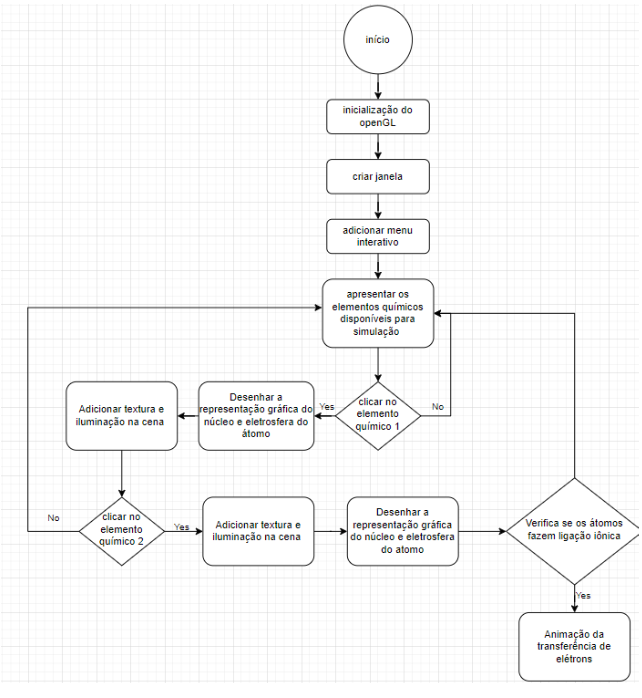 início
inicialização do
openGL
criar janela
adicionar menu
interativo
apresentar os
elementos químicos
disponíveis para
simulação
clicar no
elemento
químico 1
No
Yes
Desenhar a
representação gráfica do
núcleo e eletrosfera do
átomo
Adicionar textura e
iluminação na cena
clicar no
elemento
químico 2
No
Yes
Adicionar textura e
iluminação na cena
Desenhar a
representação gráfica
do núcleo e eletrosfera
do atomo
Verifica se os átomos
fazem ligação iônica
Yes
Animação da
transferência de
elétrons